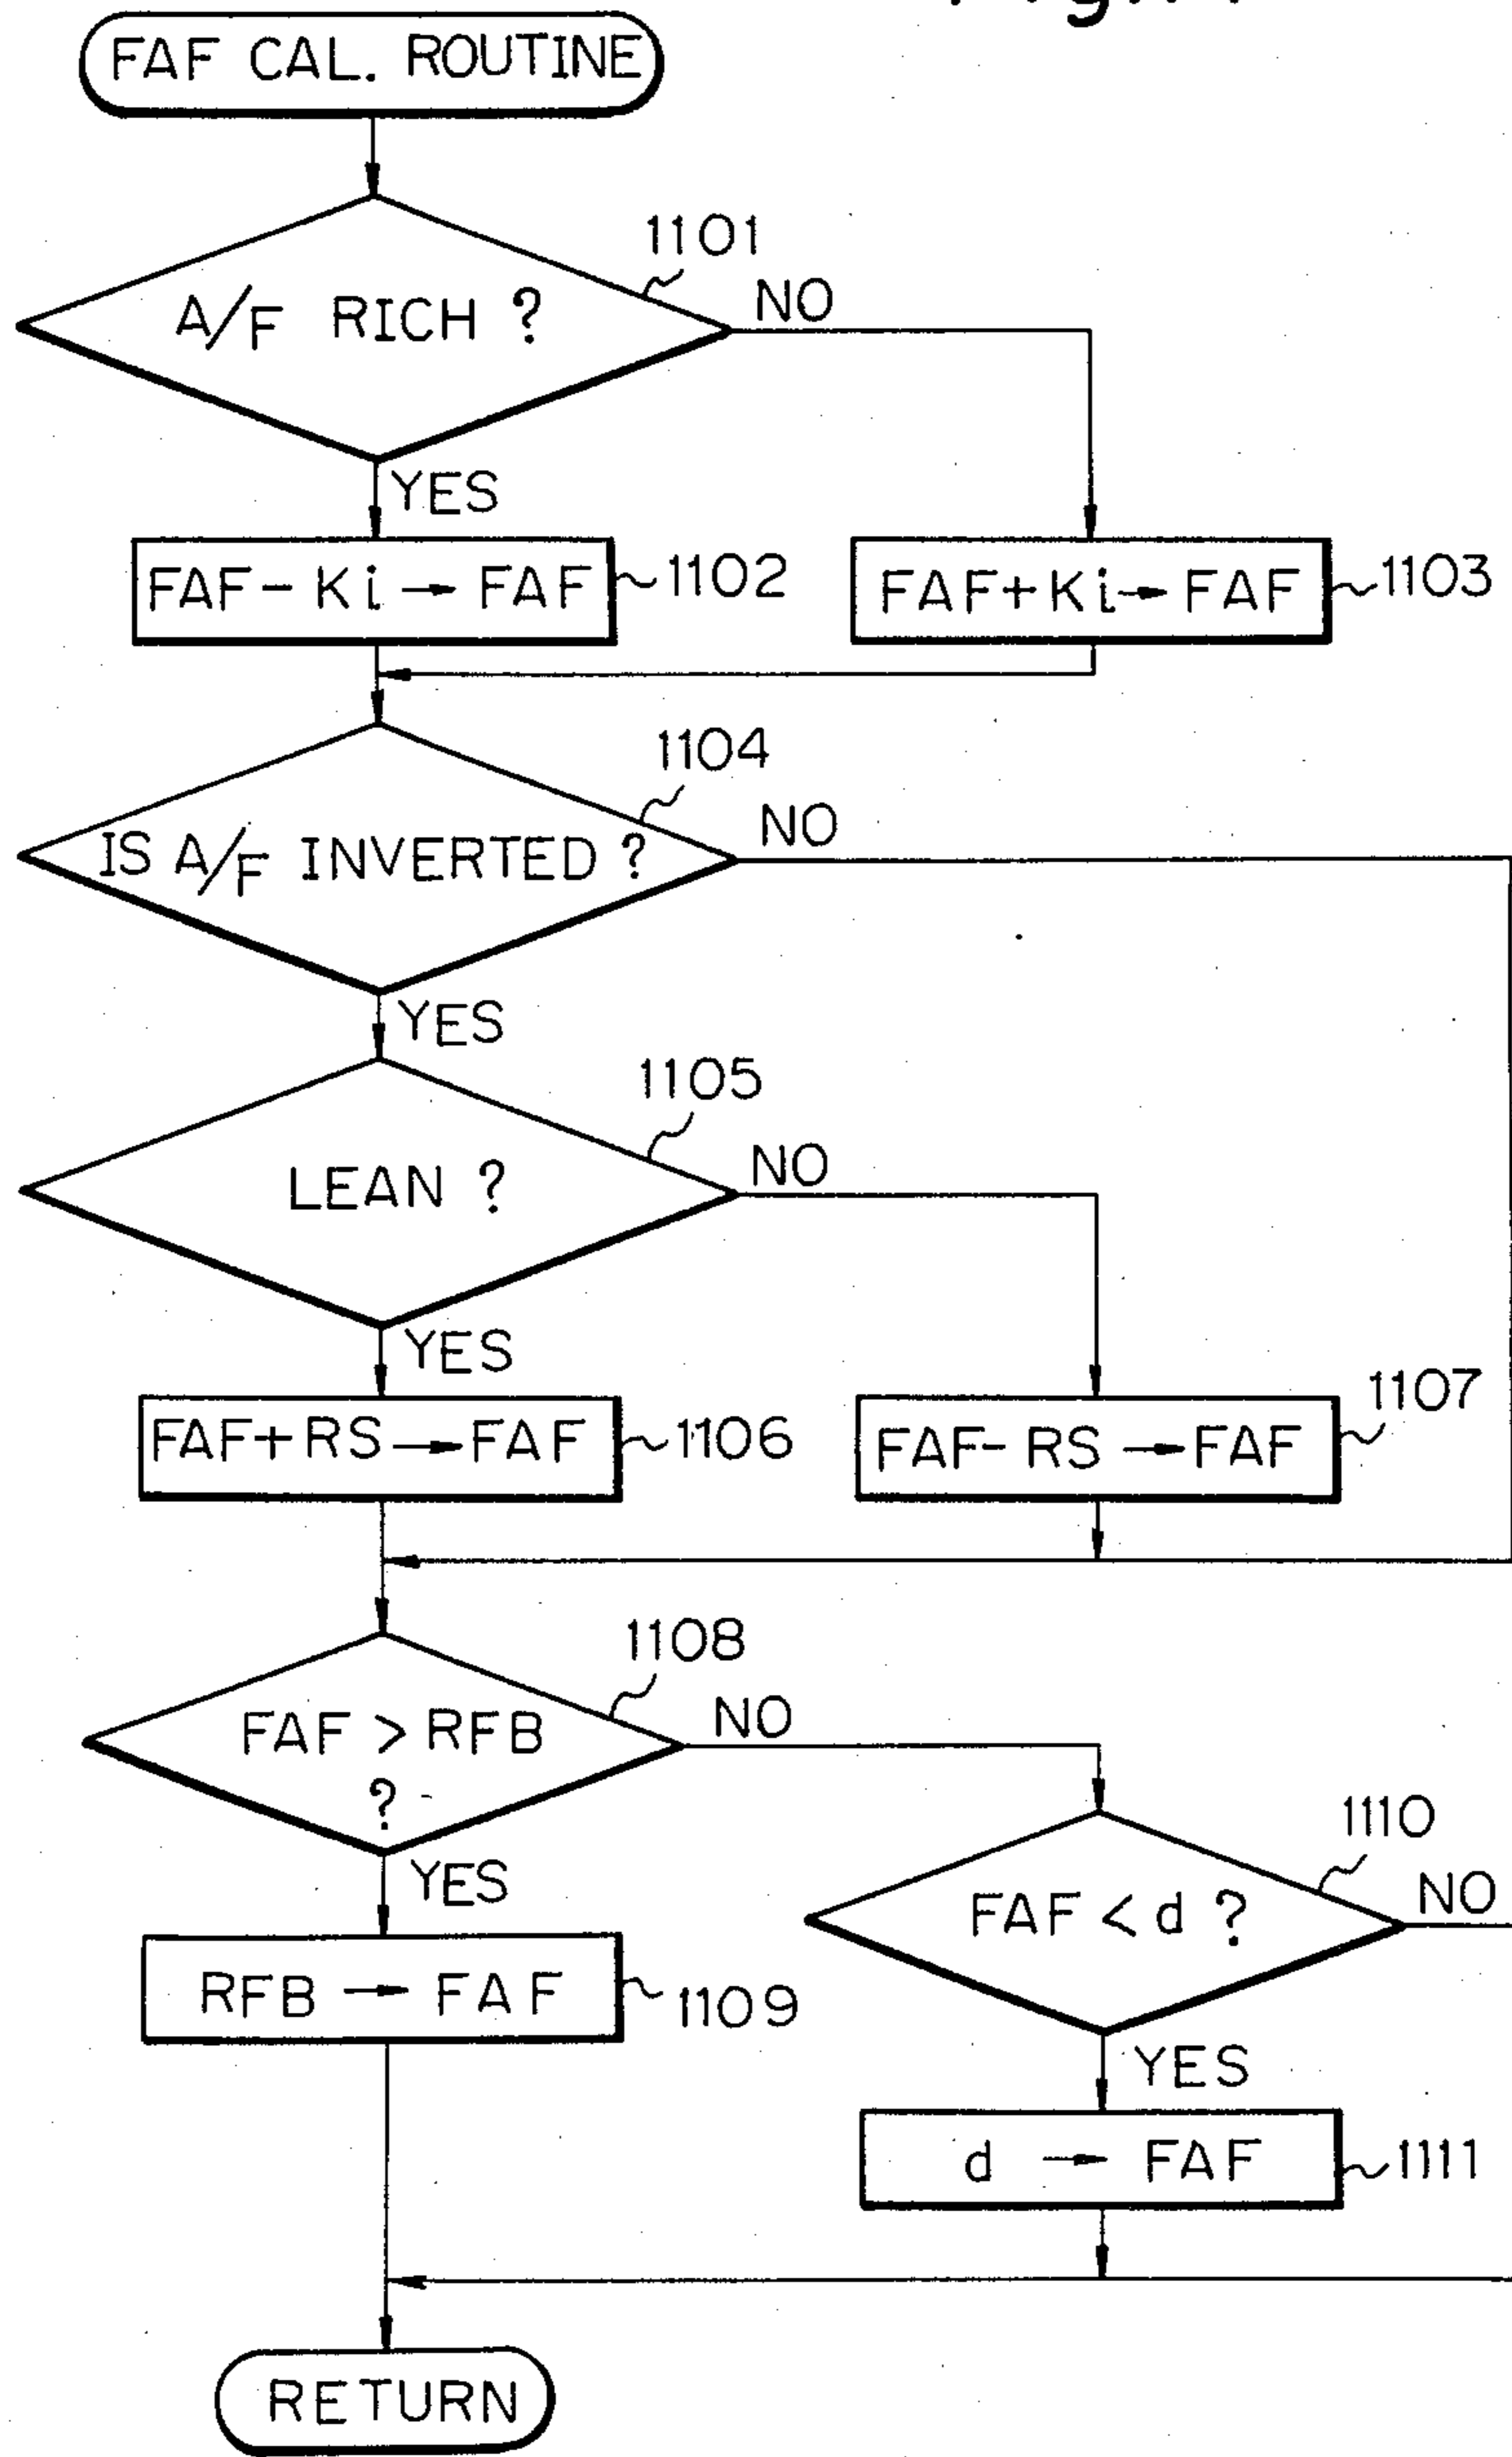 FAF CAL. ROUTINE
1101
A/F RICH ?
NO
YES
FAF - Ki → FAF
1102
FAF + Ki → FAF
1103
1104
IS A/F INVERTED ?
NO
YES
1105
LEAN ?
NO
YES
FAF + RS → FAF
1106
FAF - RS → FAF
1107
1108
FAF > RFB
?
NO
YES
1110
FAF < d ?
NO
RFB → FAF
1109
YES
d → FAF
1111
RETURN